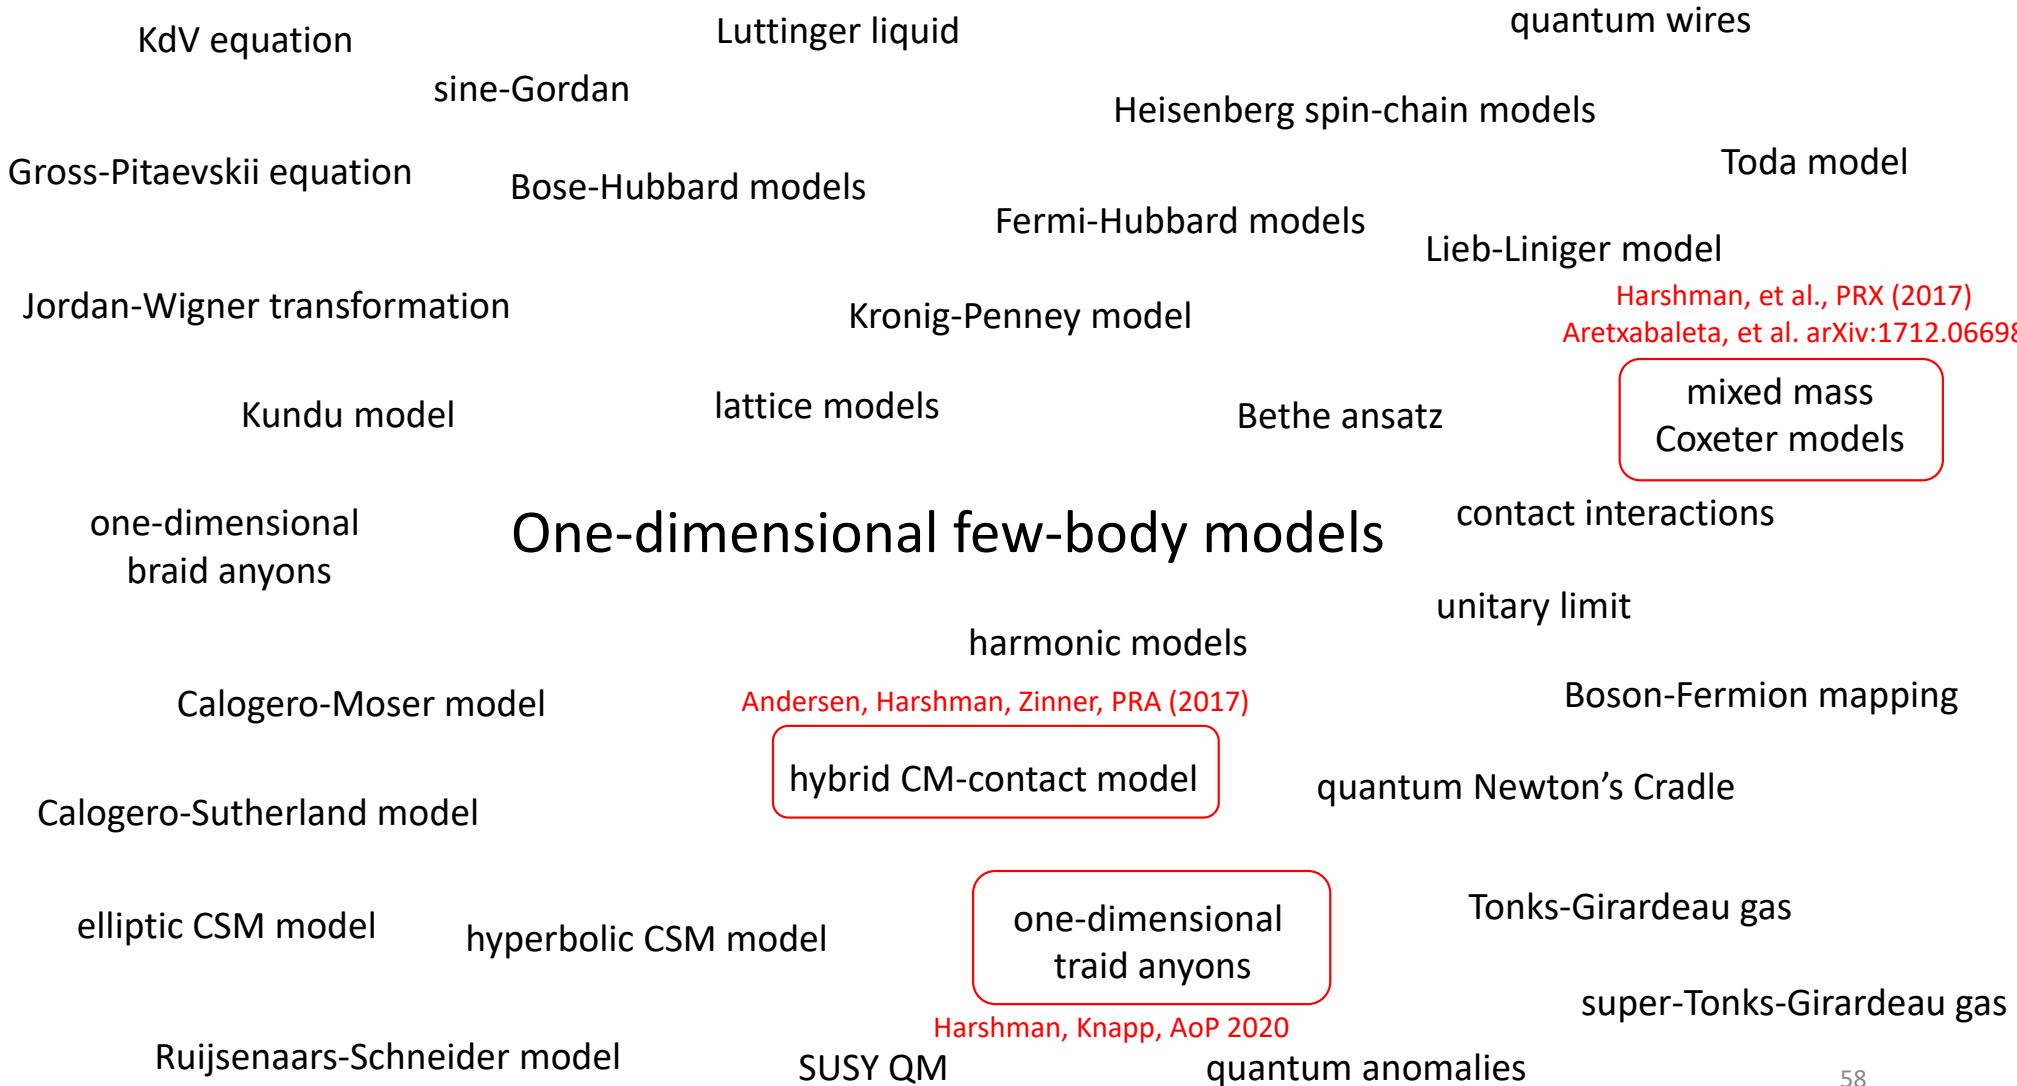 quantum wires
Luttinger liquid
KdV equation
sine-Gordan
Heisenberg spin-chain models
Toda model
Gross-Pitaevskii equation
Bose-Hubbard models
Fermi-Hubbard models
Lieb-Liniger model
Harshman, et al., PRX (2017)
Jordan-Wigner transformation
Kronig-Penney model
Aretxabaleta, et al. arXiv:1712.06698
mixed mass
Coxeter models
Kundu model
lattice models
Bethe ansatz
one-dimensional
braid anyons
One-dimensional few-body models
contact interactions
unitary limit
harmonic models
Calogero-Moser model
Andersen, Harshman, Zinner, PRA (2017)
Boson-Fermion mapping
hybrid CM-contact model
quantum Newton’s Cradle
Calogero-Sutherland model
elliptic CSM model
hyperbolic CSM model
one-dimensional
traid anyons
Tonks-Girardeau gas
super-Tonks-Girardeau gas
Harshman, Knapp, AoP 2020
Ruijsenaars-Schneider model
SUSY QM
quantum anomalies
58